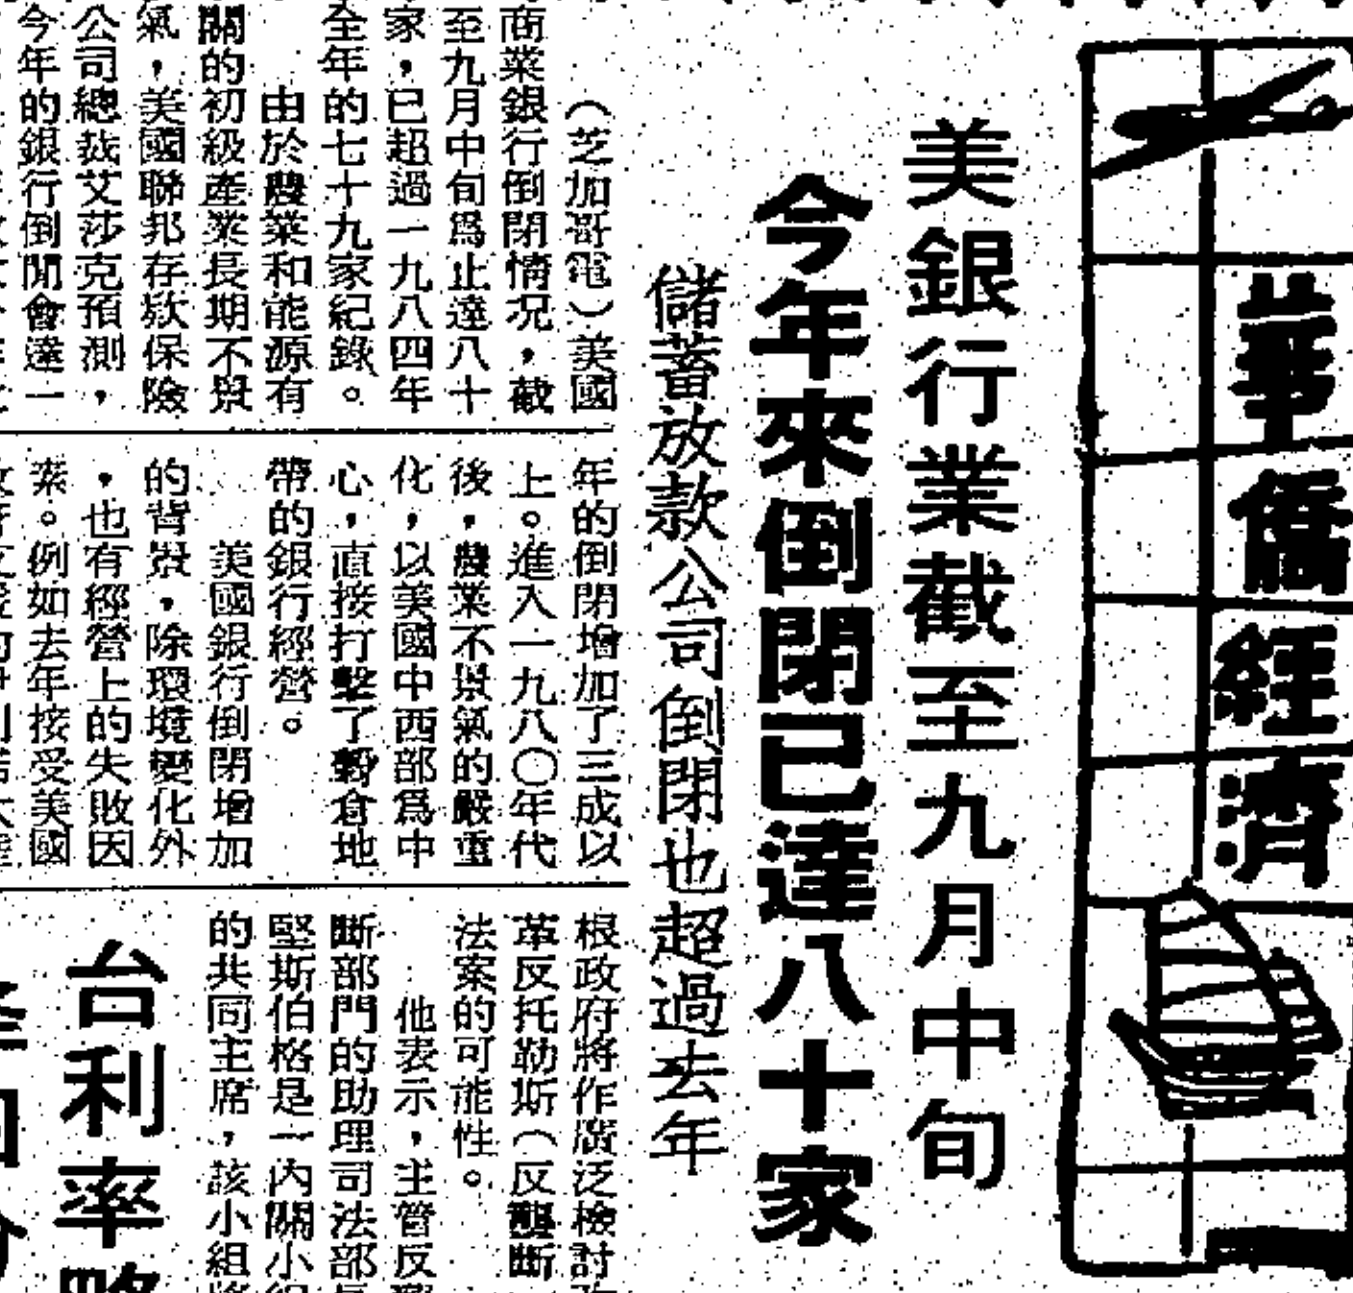 華僑經濟
美銀行業截至九月中旬
今年來倒閉已達八十家
儲蓄放款公司倒閉也超過去年
（芝加哥電）美國
商業銀行倒閉情況，截
至九月中旬爲止達八十
家，已超過一九八四年
全年的七十九家紀錄。
由於農業和能源有
關的初級產業長期不景
氣，美國聯邦存款保險
公司總裁艾莎克預測，
今年的銀行倒閉會達一
年的倒閉增加了三成以
上。進入一九八〇年代
後，農業不景氣的嚴重
化，以美國中西部爲中
心，直接打擊了穀倉地
帶的銀行經營。
美國銀行倒閉增加
的背景，除環境變化外
，也有經營上的失敗因
素。例如去年接受美國
根政府將作廣泛檢討
革反托勒斯（反壟斷
法案的可能性。
他表示，主管反
斷部門的助理司法部
堅斯伯格是一內關小
的共同主席，該小組
台利率